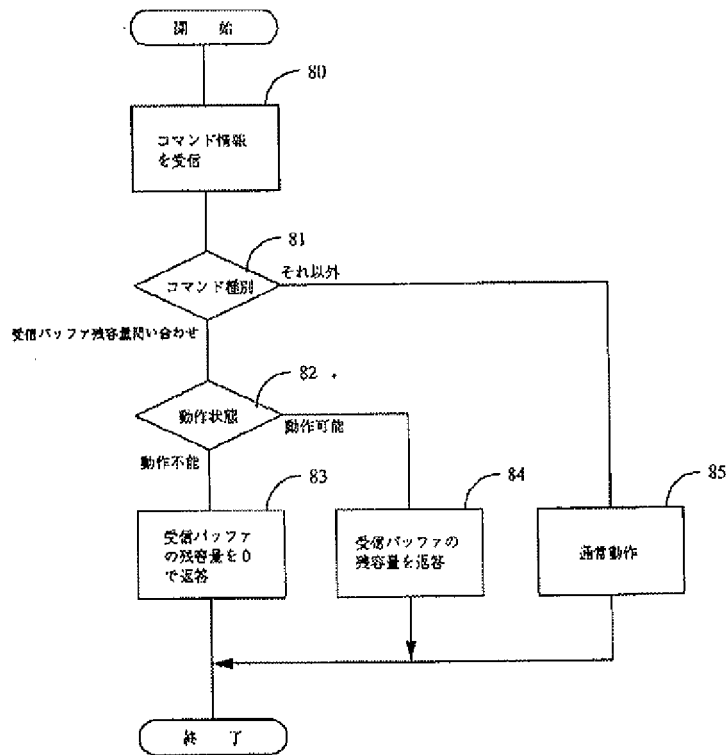 開 始
80
コマンド情報
を受信
81
コマンド種別
それ以外
受信バッファ残容量問い合わせ
82
動作状態
動作可能
動作不能
83
受信バッファ
の残容量を0
で返答
84
受信バッファの
残容量を返答
85
通常動作
終 了